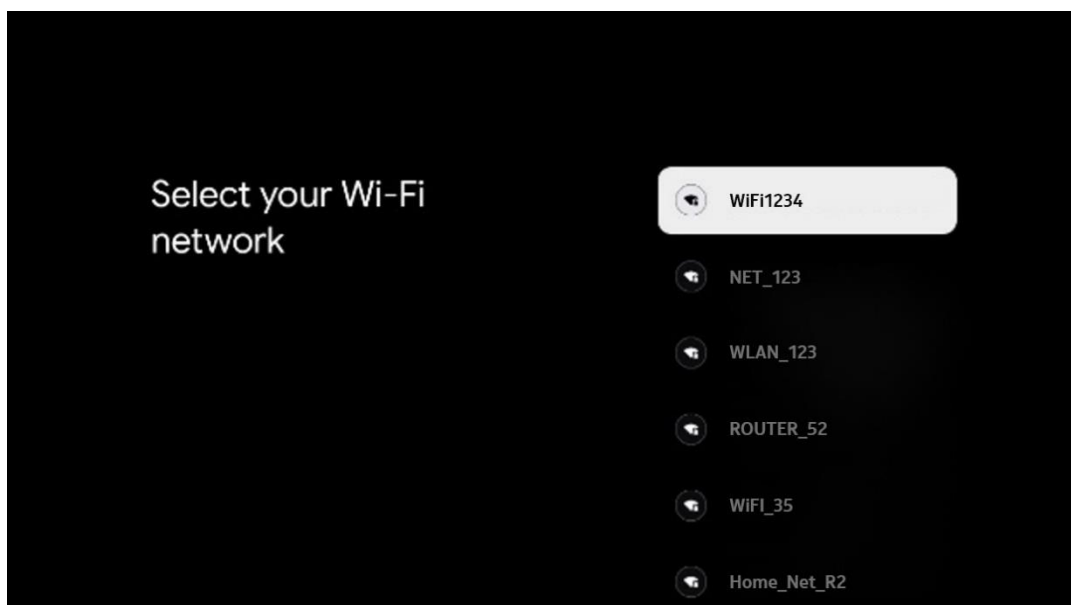 Select your Wi-Fi
network
WiFi1234
NET_123
WLAN_123
ROUTER_52
WiFI_35
Home_Net_R2